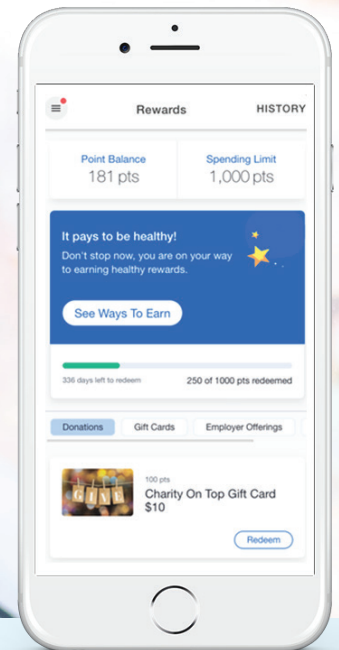 Rewards
HISTORY
Point Balance
181 pts
Spending Limit
1,000 pts
It pays to be healthy!
Don't stop now, you are on your way
to earning healthy rewards.
See Ways To Earn
336 days left to redeem
250 of 1000 pts redeemed
Donations
Gift Cards
Employer Offerings
GIVE
100 pts
Charity On Top Gift Card
$10
Redeem